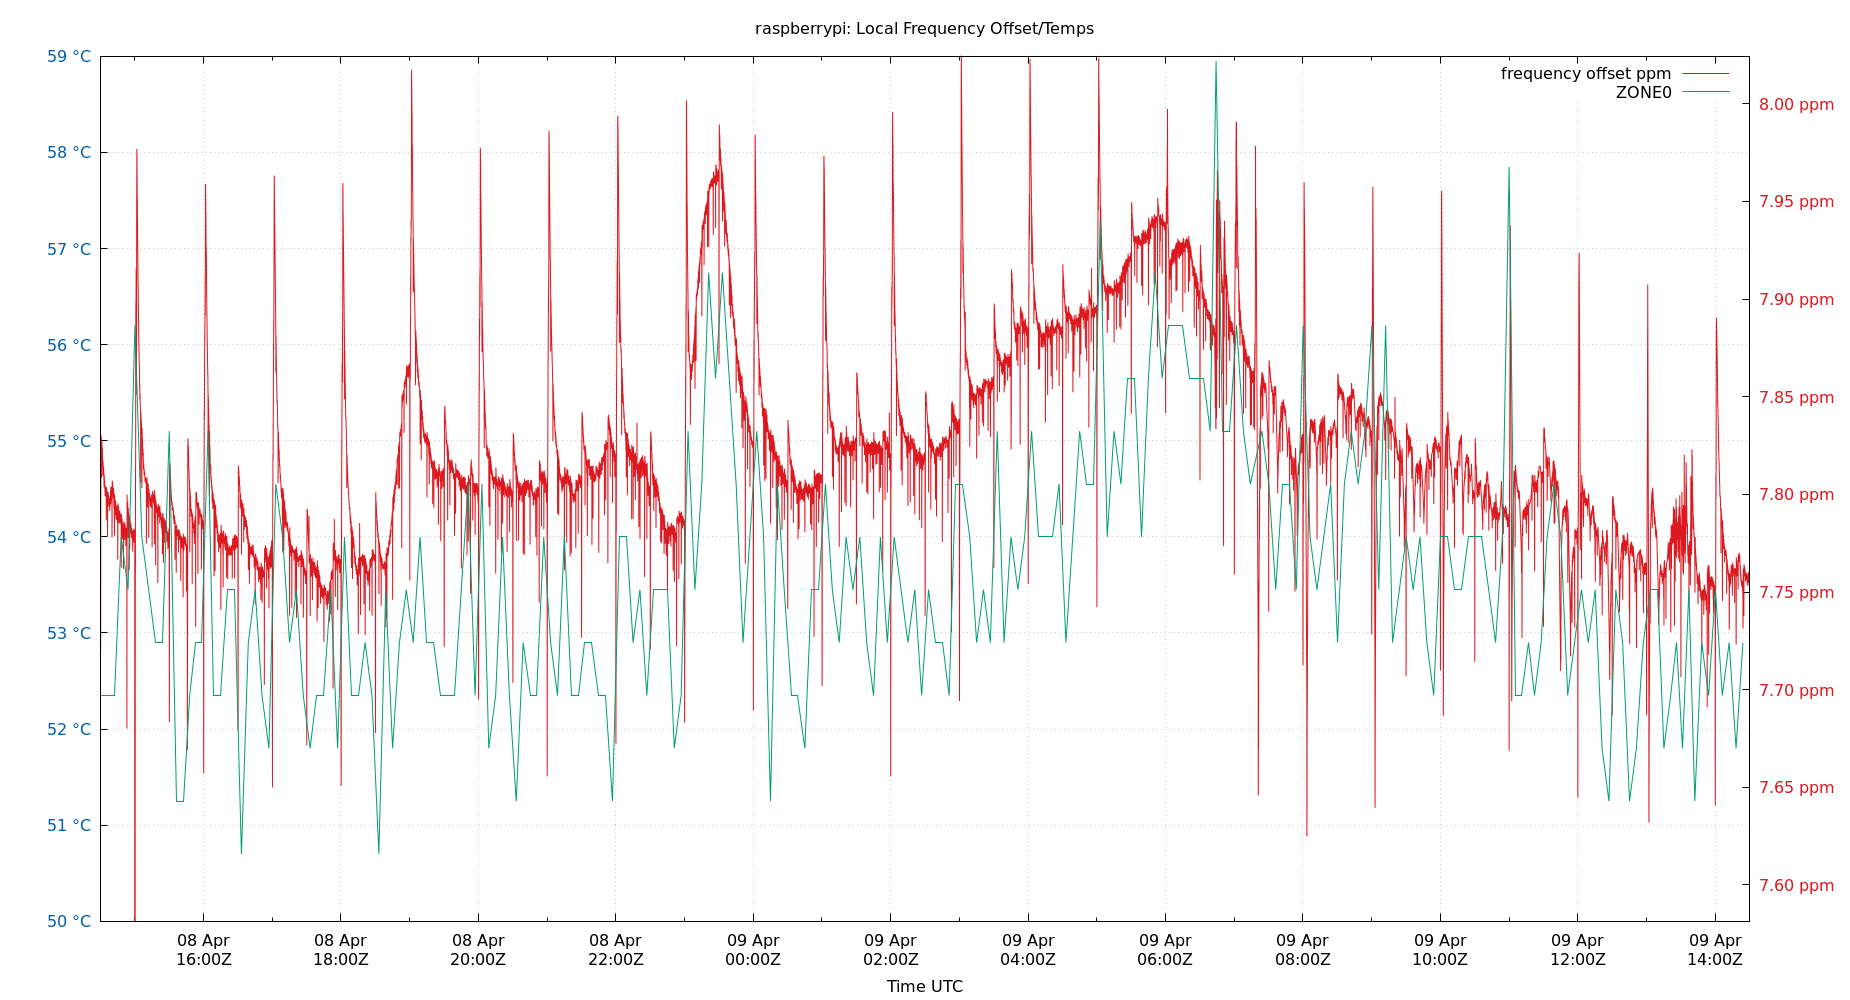 raspberrypi: Local Frequency Offset/Temps
frequency offset ppm
ZONE0
59 °C
58 °C
57 °C
56 °C
55 °C
54 °C
53 °C
52 °C
51 °C
50 °C
8.00 ppm
7.95 ppm
7.90 ppm
7.85 ppm
7.80 ppm
7.75 ppm
7.70 ppm
7.65 ppm
7.60 ppm
08 Apr 08 Apr 08 Apr 08 Apr 09 Apr 09 Apr 09 Apr 09 Apr 09 Apr 09 Apr 09 Apr 09 Apr
16:00Z 18:00Z 20:00Z 22:00Z 00:00Z 02:00Z 04:00Z 06:00Z 08:00Z 10:00Z 12:00Z 14:00Z
Time UTC